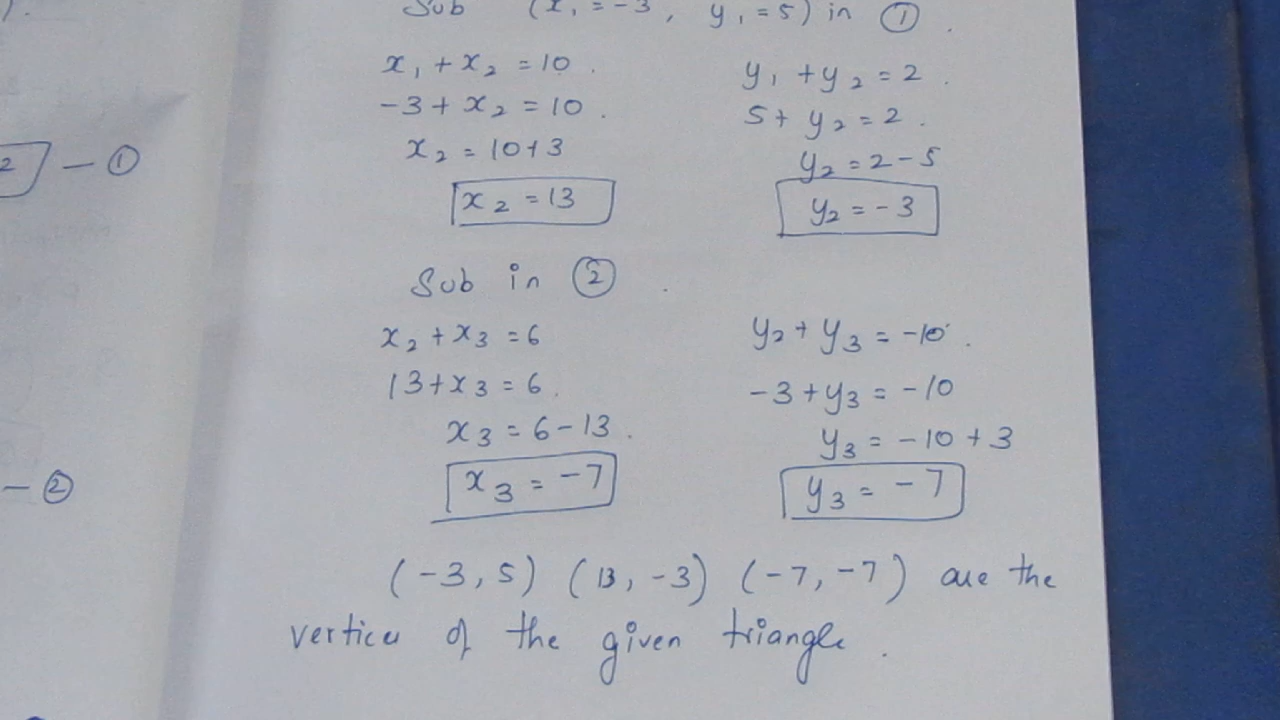 Sub (x₁ = -3, y₁ = 5) in ①.
x₁ + x₂ = 10. y₁ + y₂ = 2.
-3 + x₂ = 10. 5 + y₂ = 2.
x₂ = 10+3 y₂ = 2 - 5
x₂ = 13 y₂ = -3
2 - ①
Sub in ② .
x₂ + x₃ = 6 y₂ + y₃ = -10.
13 + x₃ = 6. -3 + y₃ = -10
x₃ = 6 - 13. y₃ = -10 + 3
x₃ = -7 y₃ = -7
- ②
(-3, 5) (13, -3) (-7, -7) are the
vertices of the given triangle.